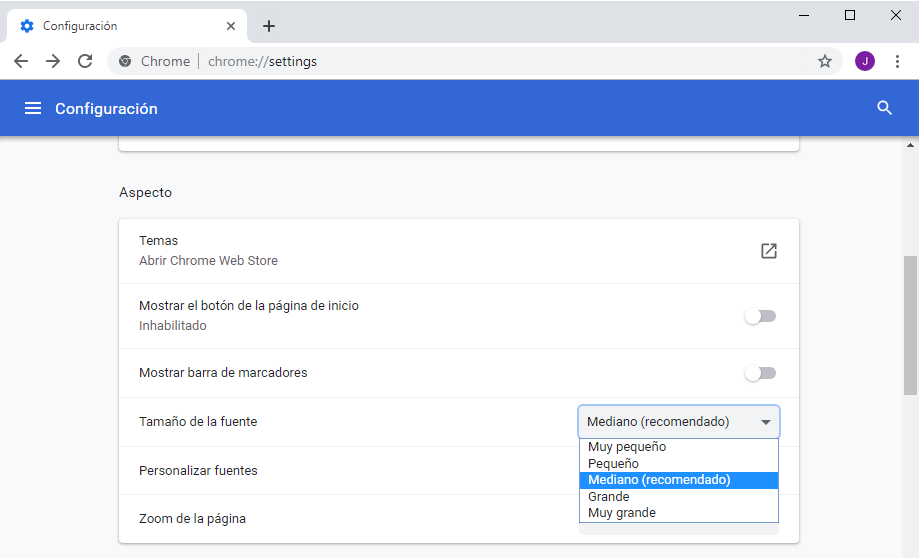 Configuración
Chrome chrome://settings
J
Configuración
Aspecto
Temas
Abrir Chrome Web Store
Mostrar el botón de la página de inicio
Inhabilitado
Mostrar barra de marcadores
Tamaño de la fuente
Mediano (recomendado)
Muy pequeño
Pequeño
Mediano (recomendado)
Grande
Muy grande
Personalizar fuentes
Zoom de la página